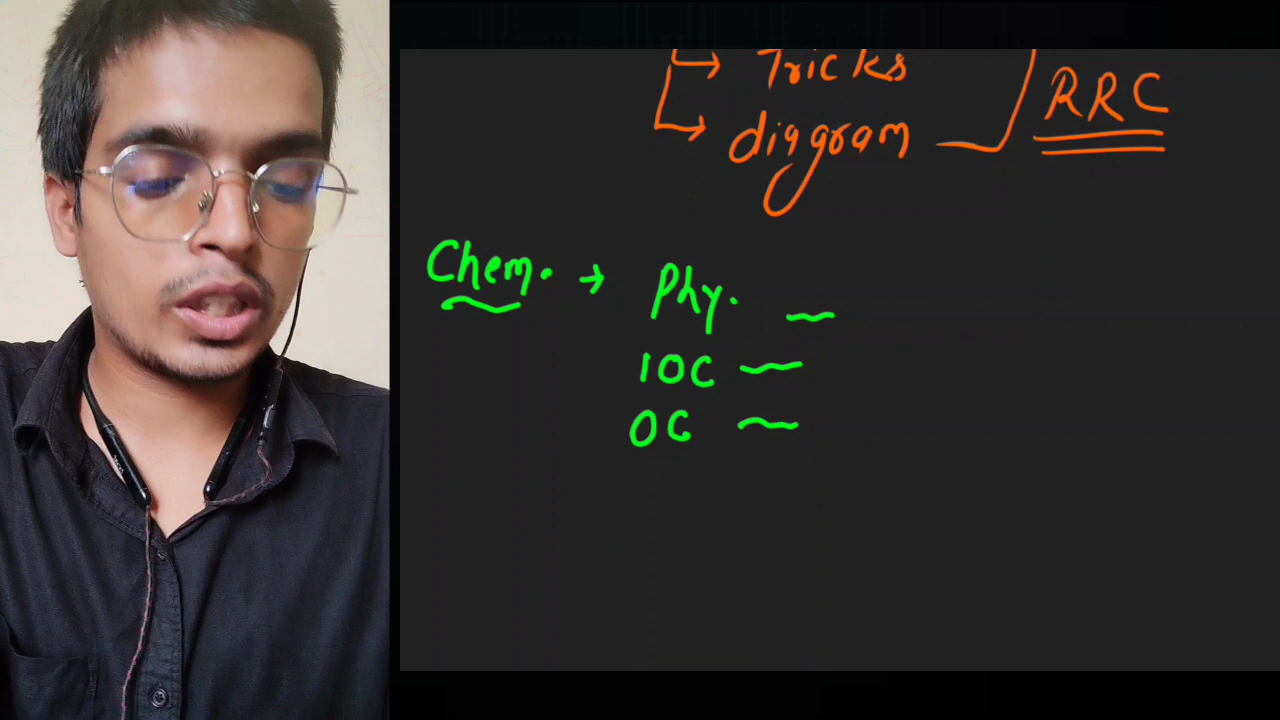 → Tricks
→ diagram RRC
Chem. → Phy.
IOC
OC